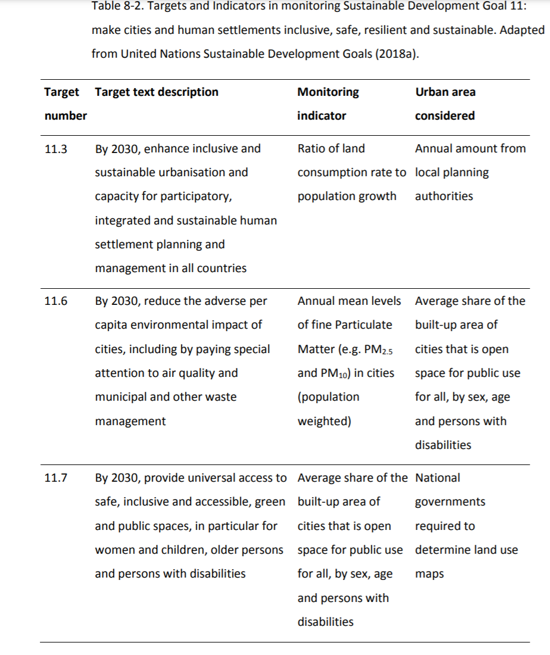 Table 8-2. Targets and Indicators in monitoring Sustainable Development Goal 11:
make cities and human settlements inclusive, safe, resilient and sustainable. Adapted
from United Nations Sustainable Development Goals (2018a).
Target number
Target text description
Monitoring indicator
Urban area considered
11.3
By 2030, enhance inclusive and
sustainable urbanisation and
capacity for participatory,
integrated and sustainable human
settlement planning and
management in all countries
Ratio of land
consumption rate to
population growth
Annual amount from
local planning
authorities
11.6
By 2030, reduce the adverse per
capita environmental impact of
cities, including by paying special
attention to air quality and
municipal and other waste
management
Annual mean levels
of fine Particulate
Matter (e.g. PM2.5
and PM10) in cities
(population
weighted)
Average share of the
built-up area of
cities that is open
space for public use
for all, by sex, age
and persons with
disabilities
11.7
By 2030, provide universal access to
safe, inclusive and accessible, green
and public spaces, in particular for
women and children, older persons
and persons with disabilities
Average share of the
built-up area of
cities that is open
space for public use
for all, by sex, age
and persons with
disabilities
National
governments
required to
determine land use
maps